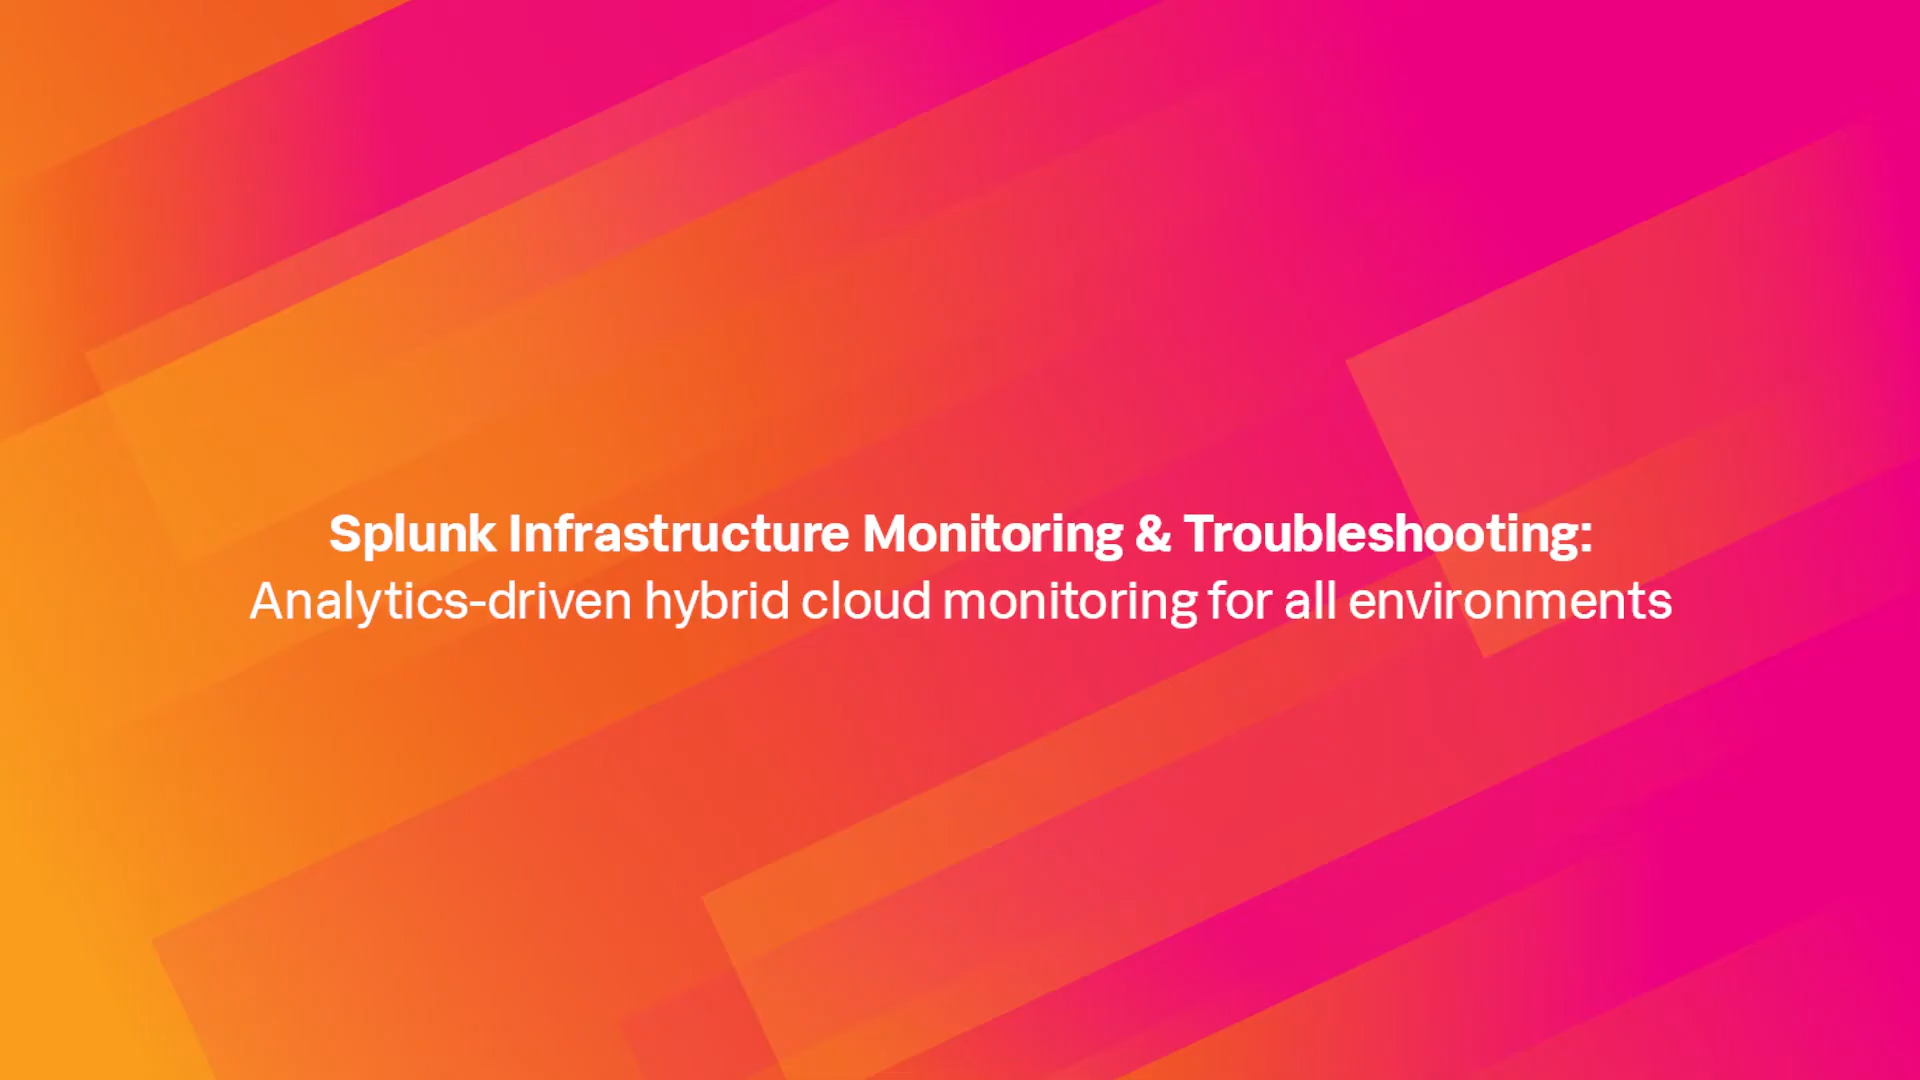 Splunk Infrastructure Monitoring & Troubleshooting:
Analytics-driven hybrid cloud monitoring for all environments